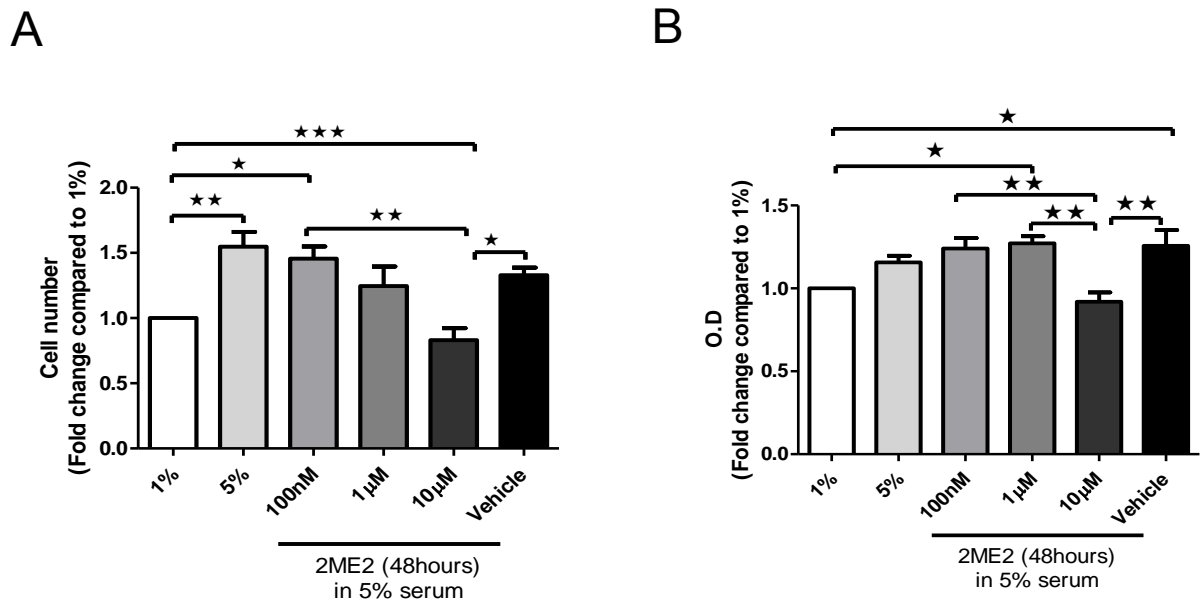 A
★★★
★
★★
★★
★
Cell number
(Fold change compared to 1%)
2.0
1.5
1.0
0.5
0.0
1%
5%
100nM
1µM
10µM
Vehicle
2ME2 (48hours)
in 5% serum
B
★
★
★★
★★
★★
O.D
(Fold change compared to 1%)
1.5
1.0
0.5
0.0
1%
5%
100nM
1µM
10µM
Vehicle
2ME2 (48hours)
in 5% serum